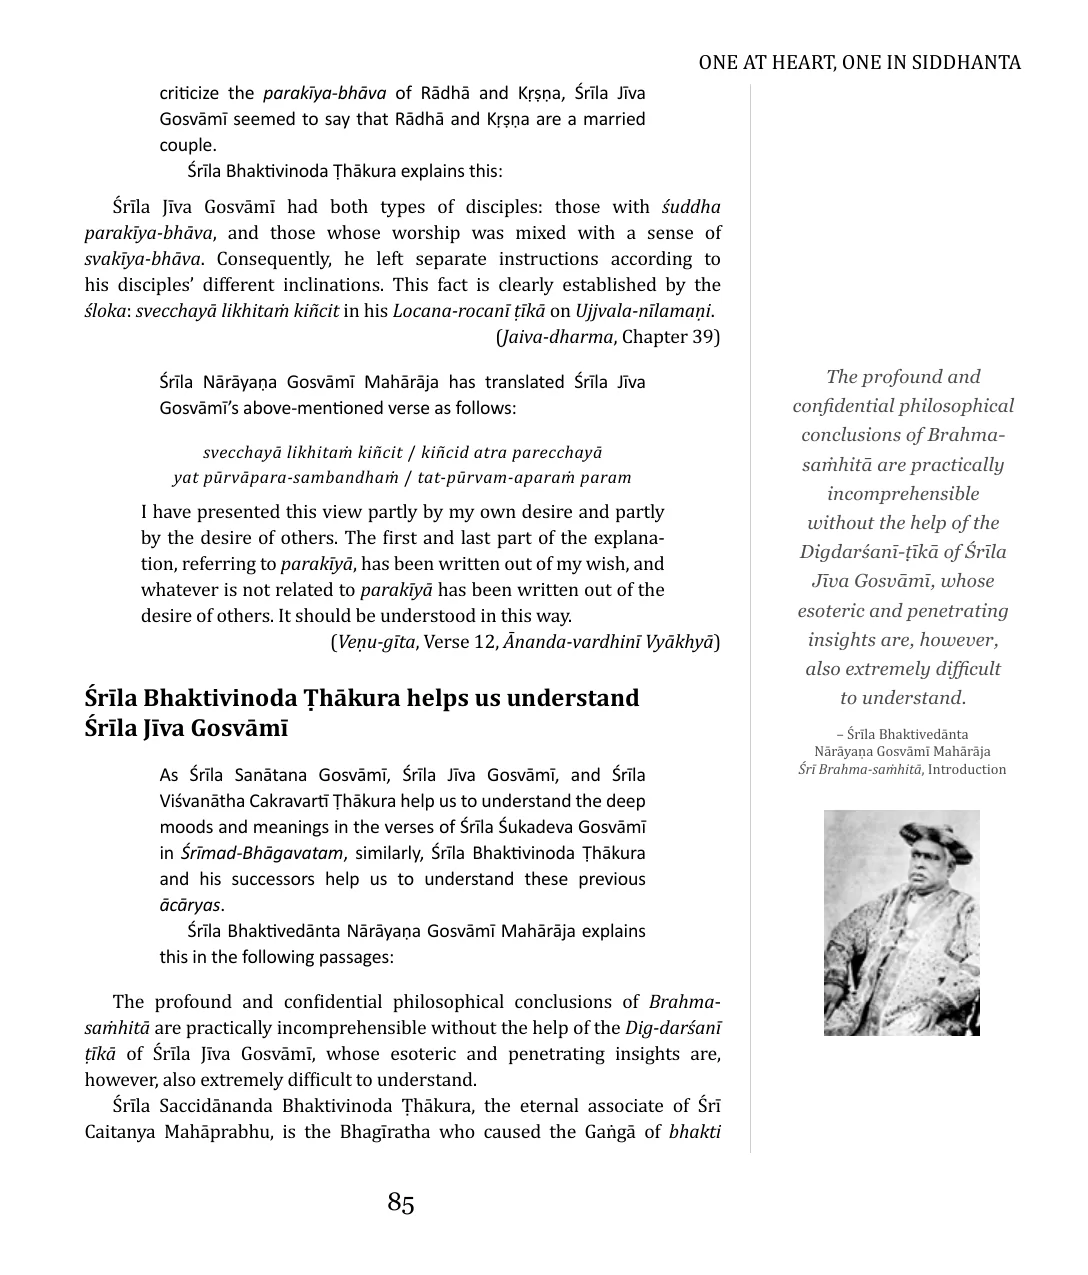 ONE AT HEART, ONE IN SIDDHANTA
criticize the parakīya-bhāva of Rādhā and Kṛṣṇa, Śrīla Jīva
Gosvāmī seemed to say that Rādhā and Kṛṣṇa are a married
couple.
Śrīla Bhaktivinoda Ṭhākura explains this:
Śrīla Jīva Gosvāmī had both types of disciples: those with śuddha
parakīya-bhāva, and those whose worship was mixed with a sense of
svakīya-bhāva. Consequently, he left separate instructions according to
his disciples’ different inclinations. This fact is clearly established by the
śloka: svecchayā likhitaṁ kiñcit in his Locana-rocanī ṭīkā on Ujjvala-nīlamaṇi.
(Jaiva-dharma, Chapter 39)
Śrīla Nārāyaṇa Gosvāmī Mahārāja has translated Śrīla Jīva
Gosvāmī’s above-mentioned verse as follows:
svecchayā likhitaṁ kiñcit / kiñcid atra parecchayā
yat pūrvāpara-sambandhaṁ / tat-pūrvam-aparaṁ param
I have presented this view partly by my own desire and partly
by the desire of others. The first and last part of the explana-
tion, referring to parakīyā, has been written out of my wish, and
whatever is not related to parakīyā has been written out of the
desire of others. It should be understood in this way.
(Veṇu-gīta, Verse 12, Ānanda-vardhinī Vyākhyā)
Śrīla Bhaktivinoda Ṭhākura helps us understand
Śrīla Jīva Gosvāmī
As Śrīla Sanātana Gosvāmī, Śrīla Jīva Gosvāmī, and Śrīla
Viśvanātha Cakravartī Ṭhākura help us to understand the deep
moods and meanings in the verses of Śrīla Śukadeva Gosvāmī
in Śrīmad-Bhāgavatam, similarly, Śrīla Bhaktivinoda Ṭhākura
and his successors help us to understand these previous
ācāryas.
Śrīla Bhaktivedānta Nārāyaṇa Gosvāmī Mahārāja explains
this in the following passages:
The profound and confidential philosophical conclusions of Brahma-
saṁhitā are practically incomprehensible without the help of the Dig-darśanī
ṭīkā of Śrīla Jīva Gosvāmī, whose esoteric and penetrating insights are,
however, also extremely difficult to understand.
Śrīla Saccidānanda Bhaktivinoda Ṭhākura, the eternal associate of Śrī
Caitanya Mahāprabhu, is the Bhagīratha who caused the Gaṅgā of bhakti
The profound and
confidential philosophical
conclusions of Brahma-
saṁhitā are practically
incomprehensible
without the help of the
Digdarśanī-ṭīkā of Śrīla
Jīva Gosvāmī, whose
esoteric and penetrating
insights are, however,
also extremely difficult
to understand.
– Śrīla Bhaktivedānta
Nārāyaṇa Gosvāmī Mahārāja
Śrī Brahma-saṁhitā, Introduction
85